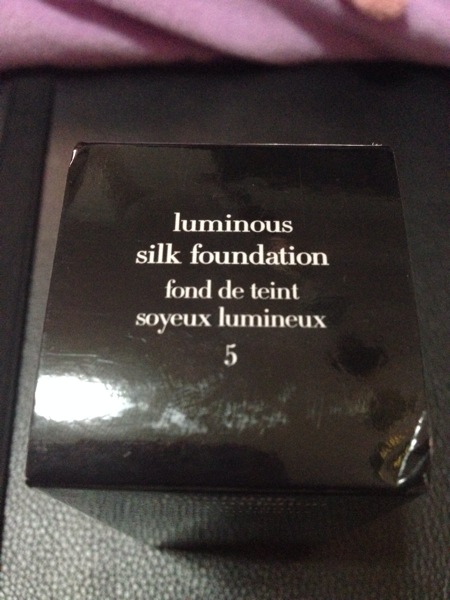 luminous
silk foundation
fond de teint
soyeux lumineux
5